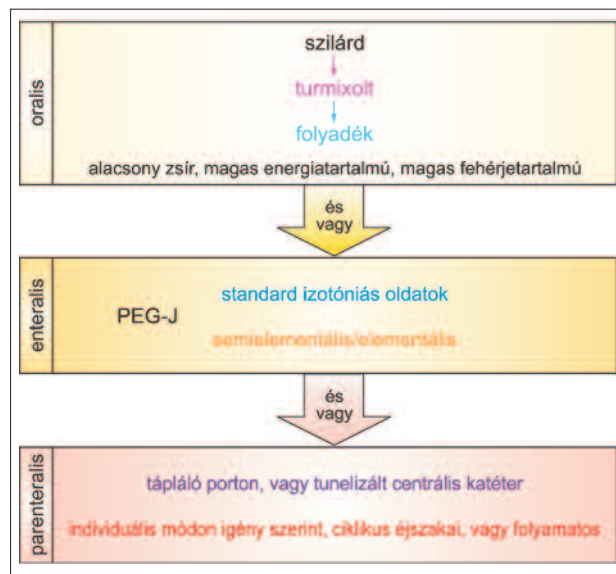 oralis
szilárd
turmixolt
folyadék
alacsony zsír, magas energiatartalmú, magas fehérjetartalmú
és
vagy
enteralis
standard izotóniás oldatok
PEG-J
semielementális/elementális
és
vagy
parenteralis
tápláló porton, vagy tunelizált centrális katéter
individuális módon igény szerint, ciklikus éjszakai, vagy folyamatos